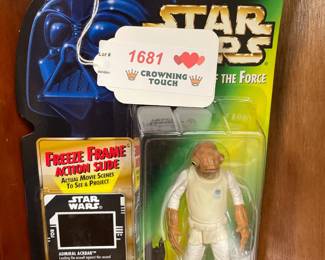 Lot #
1681
CROWNING
TOUCH
STAR
WARS
OF THE FORCE
FREEZE FRAME
ACTION SLIDE
ACTUAL MOVIE SCENES
TO SEE & PROJECT
STAR
WARS
ADMIRAL ACKBAR